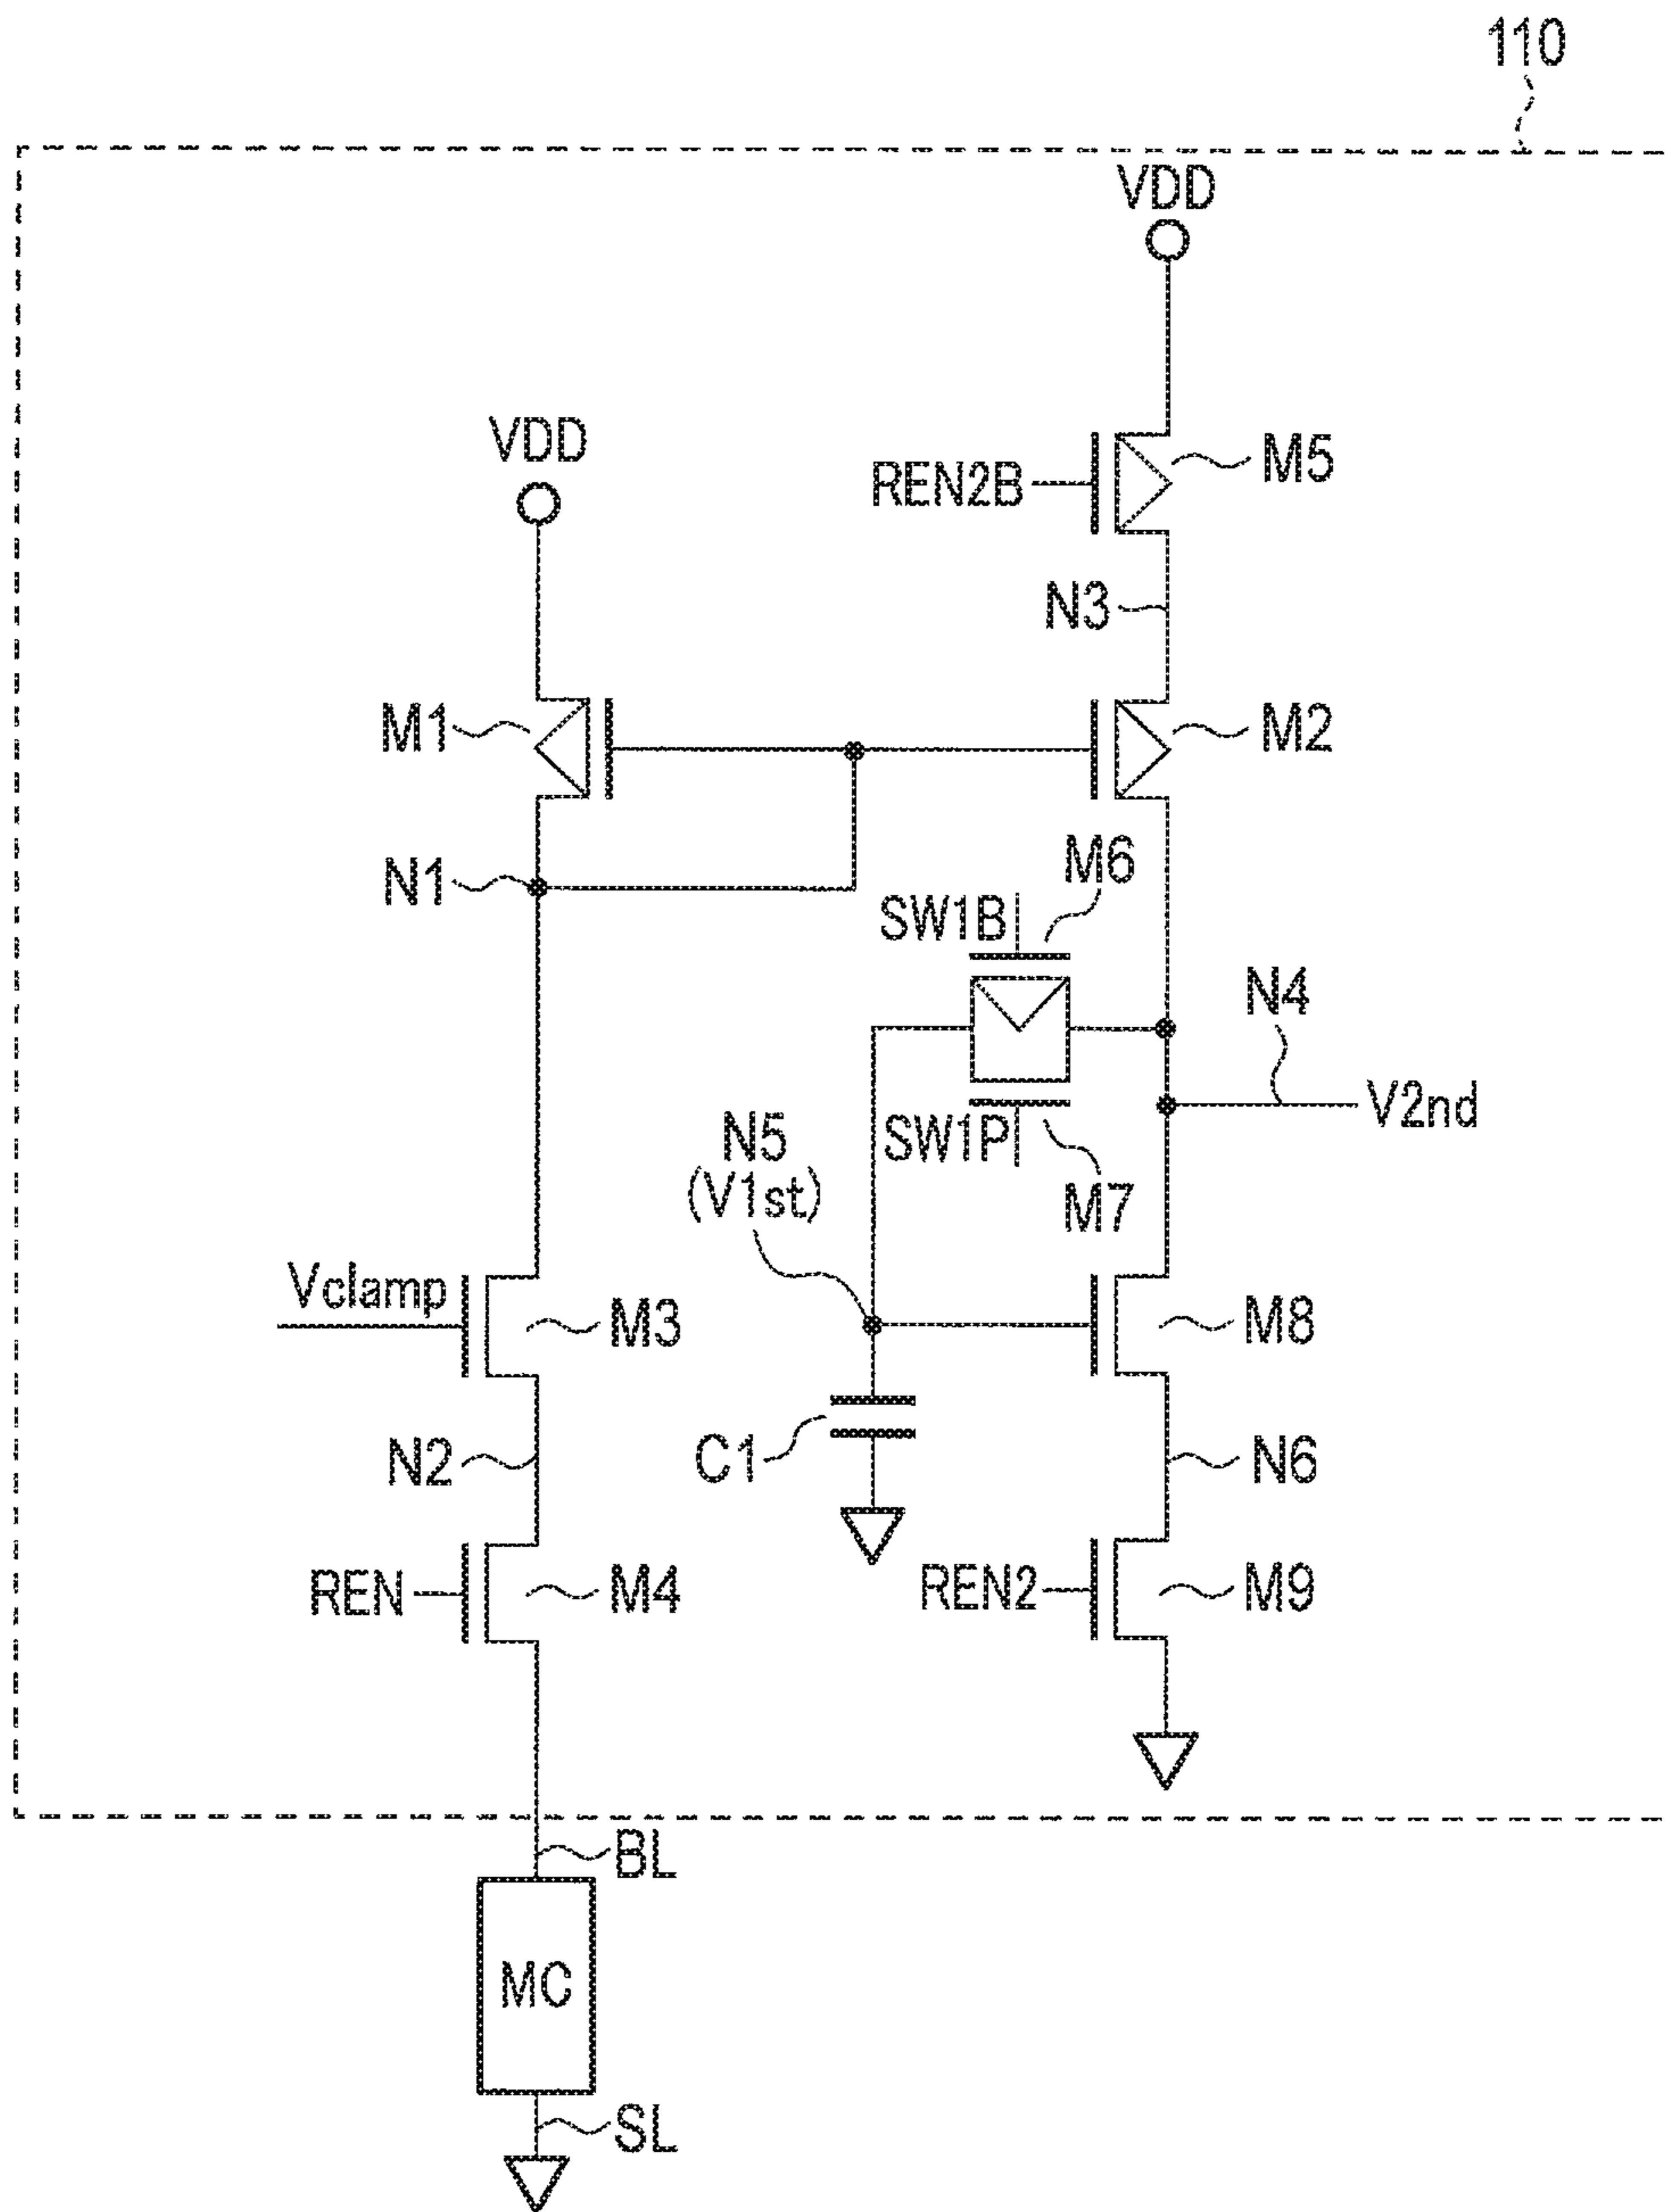 110
VDD
VDD
REN2B
M5
N3
M1
M2
N1
M6
SW1B
N4
V2nd
SW1P
M7
N5
(V1st)
Vclamp
M3
M8
C1
N2
N6
REN
M4
REN2
M9
BL
MC
SL